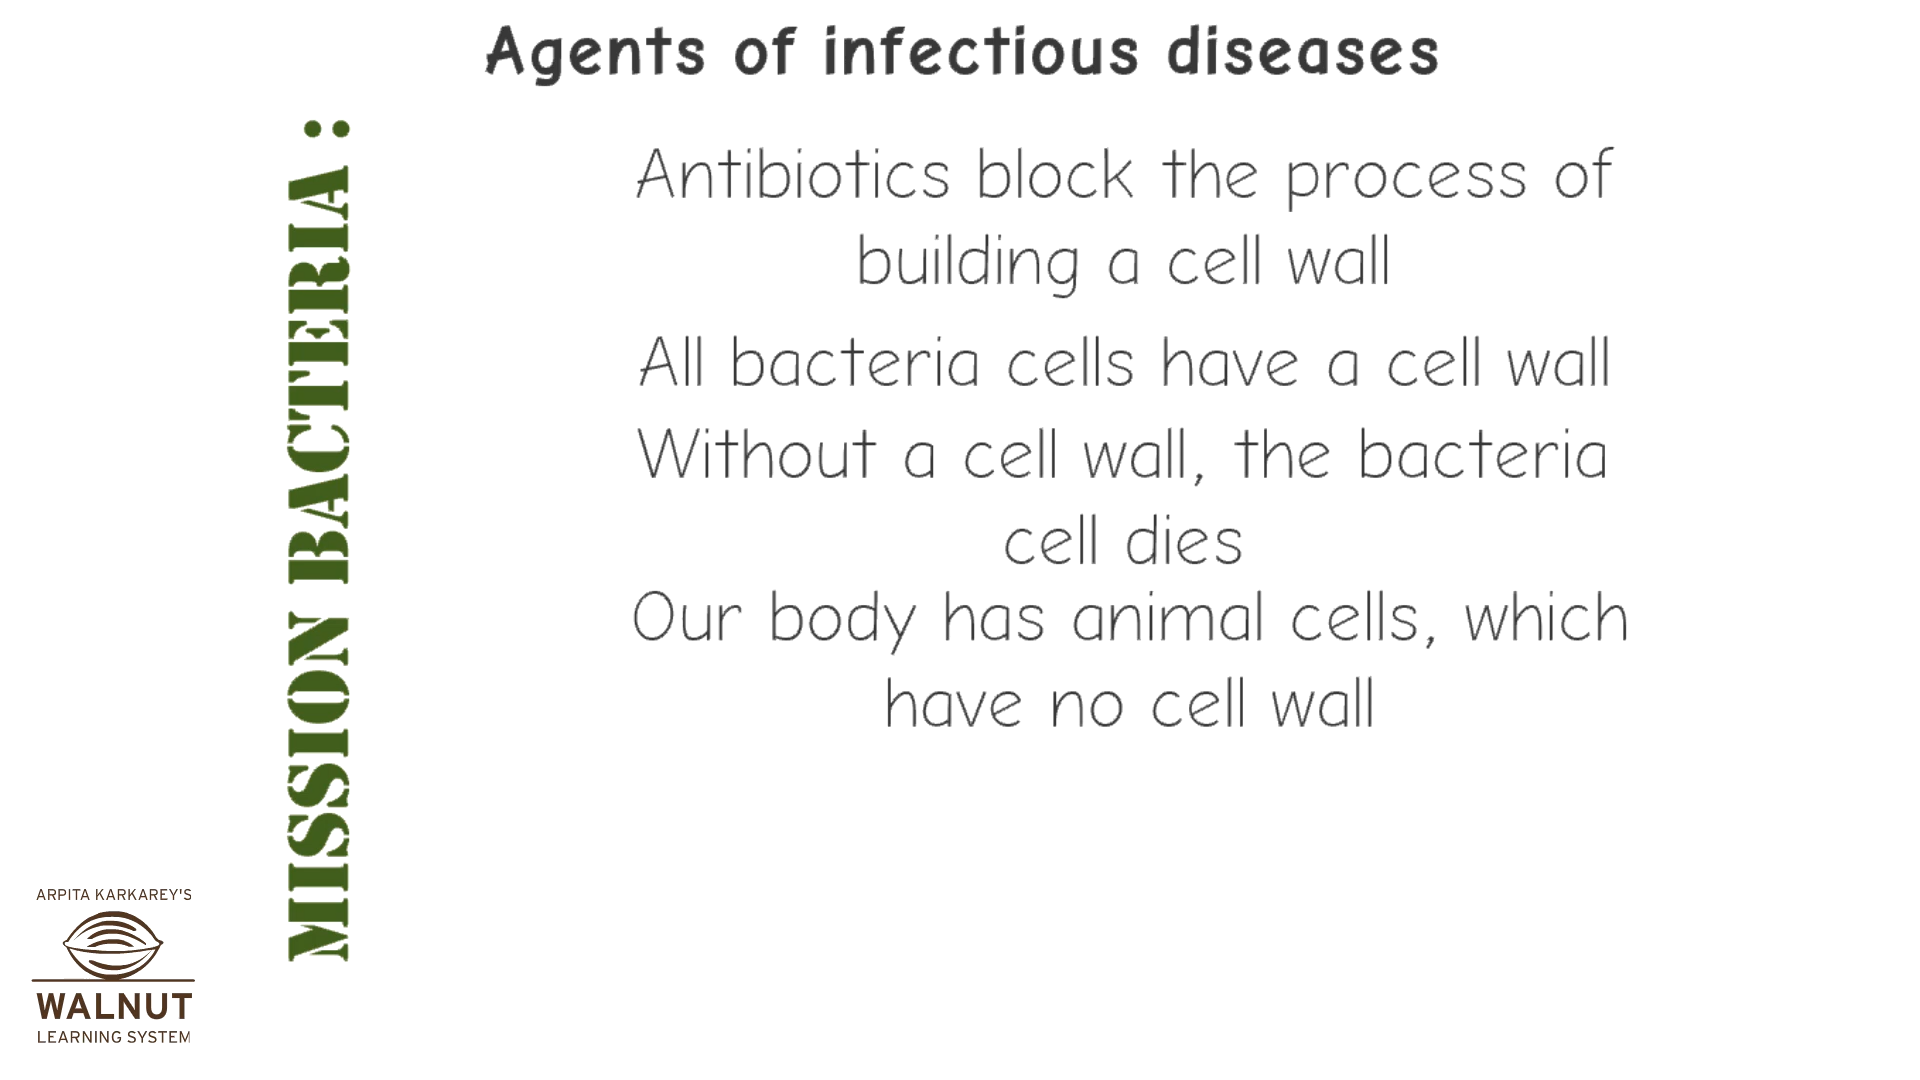 Agents of infectious diseases
MISSION BACTERIA :
Antibiotics block the process of
building a cell wall
All bacteria cells have a cell wall
Without a cell wall, the bacteria
cell dies
Our body has animal cells, which
have no cell wall
ARPITA KARKAREY'S
WALNUT
LEARNING SYSTEM